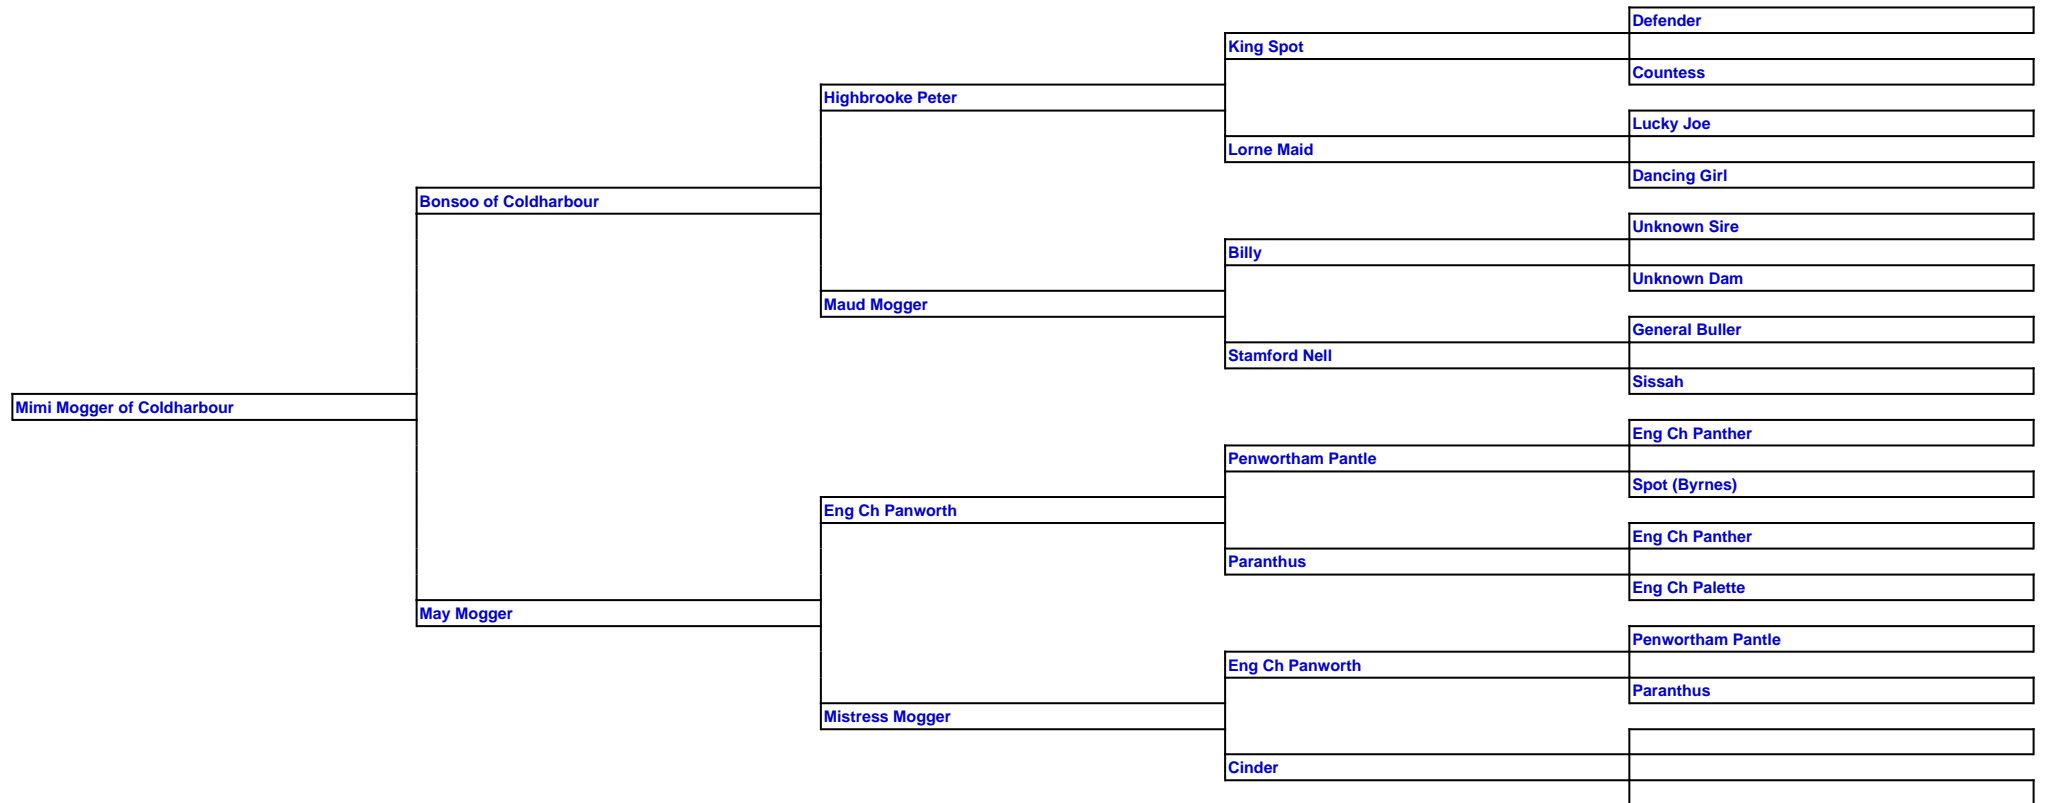 Defender
King Spot
Countess
Highbrooke Peter
Lucky Joe
Lorne Maid
Dancing Girl
Bonsoo of Coldharbour
Unknown Sire
Billy
Unknown Dam
Maud Mogger
General Buller
Stamford Nell
Sissah
Mimi Mogger of Coldharbour
Eng Ch Panther
Penwortham Pantle
Spot (Byrnes)
Eng Ch Panworth
Eng Ch Panther
Paranthus
Eng Ch Palette
May Mogger
Penwortham Pantle
Eng Ch Panworth
Paranthus
Mistress Mogger
Cinder